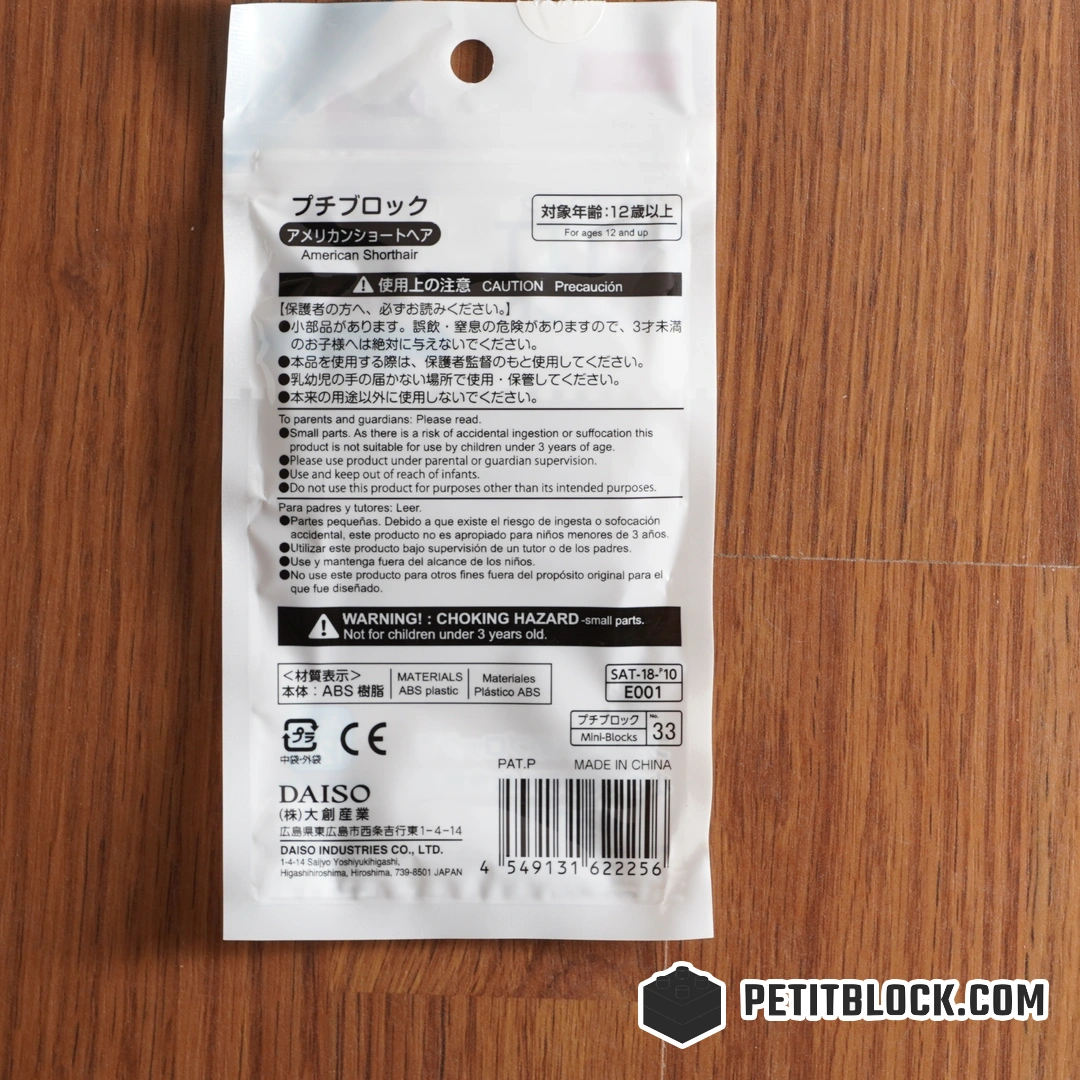 プチブロック
アメリカンショートヘア
American Shorthair
対象年齢:12歳以上
For ages 12 and up
使用上の注意 CAUTION Precaución
【保護者の方へ、必ずお読みください。】
●小部品があります。誤飲・窒息の危険がありますので、3才未満
のお子様へは絶対に与えないでください。
●本品を使用する際は、保護者監督のもと使用してください。
●乳幼児の手の届かない場所で使用・保管してください。
●本来の用途以外に使用しないでください。
To parents and guardians: Please read.
●Small parts. As there is a risk of accidental ingestion or suffocation this
product is not suitable for use by children under 3 years of age.
●Please use product under parental or guardian supervision.
●Use and keep out of reach of infants.
●Do not use this product for purposes other than its intended purposes.
Para padres y tutores: Leer.
●Partes pequeñas. Debido a que existe el riesgo de ingesta o sofocación
accidental, este producto no es apropiado para niños menores de 3 años.
●Utilizar este producto bajo supervisión de un tutor o de los padres.
●Use y mantenga fuera del alcance de los niños.
●No use este producto para otros fines fuera del propósito original para el
que fue diseñado.
WARNING! : CHOKING HAZARD -small parts.
Not for children under 3 years old.
<材質表示>
本体：ABS 樹脂
MATERIALS
ABS plastic
Materiales
Plástico ABS
SAT-18-P10
E001
プチブロック
Mini-Blocks
No. 33
プラ
中袋・外袋
CE
PAT.P MADE IN CHINA
DAISO
(株)大創産業
広島県東広島市西条吉行東1-4-14
DAISO INDUSTRIES CO., LTD.
1-4-14 Saijyo Yoshiyukihigashi,
Higashihiroshima, Hiroshima, 739-8501 JAPAN
4 549131 622256
PETITBLOCK.COM